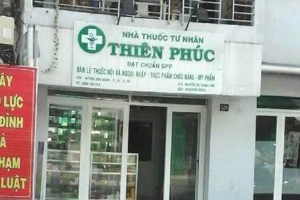 NHÀ THUỐC TƯ NHÂN
THIÊN PHÚC
ĐẠT CHUẨN GPP
BÁN LẺ THUỐC NỘI VÀ NGOẠI NHẬP - THỰC PHẨM CHỨC NĂNG - MỸ PHẨM
ẤY
O LỰC
ĐÌNH
À
HẠM
LUẬT